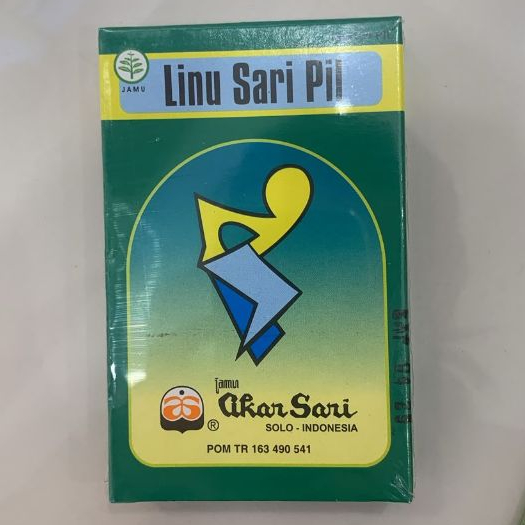 JAMU
Linu Sari Pil
jamu
Akar Sari
®
SOLO - INDONESIA
POM TR 163 490 541